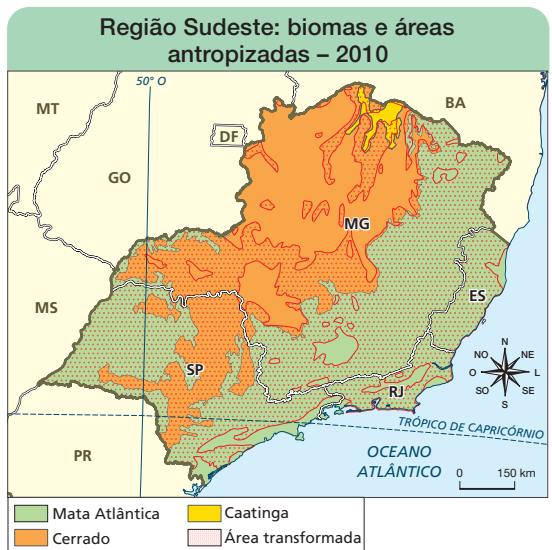 Região Sudeste: biomas e áreas
antropizadas – 2010
50° O
MT
BA
DF
GO
MG
MS
ES
SP
RJ
N
NO
NE
O
L
SO
SE
S
TRÓPICO DE CAPRICÓRNIO
PR
OCEANO
ATLÂNTICO
0 150 km
Mata Atlântica
Caatinga
Cerrado
Área transformada